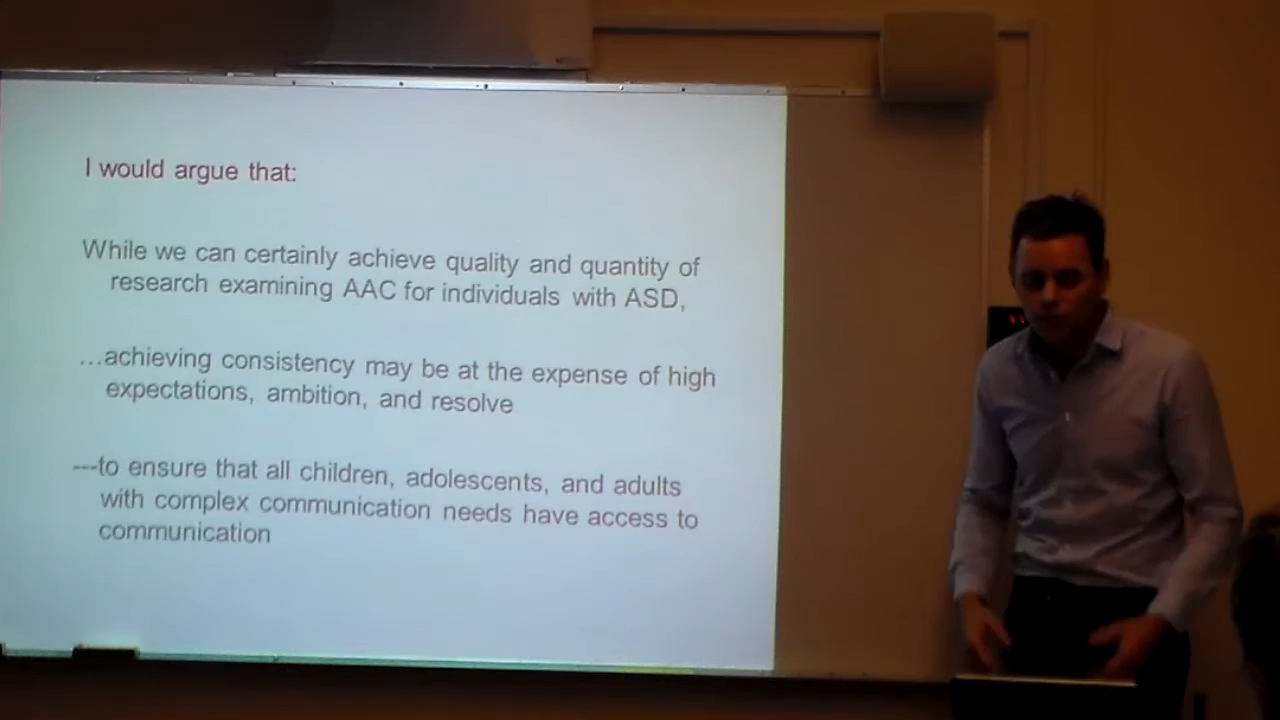 I would argue that:
While we can certainly achieve quality and quantity of
research examining AAC for individuals with ASD,
...achieving consistency may be at the expense of high
expectations, ambition, and resolve
---to ensure that all children, adolescents, and adults
with complex communication needs have access to
communication